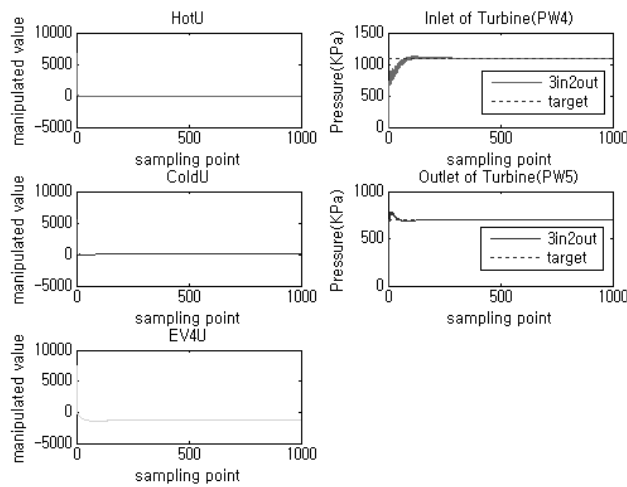 HotU
manipulated value
10000
5000
0
-5000
0
500
1000
sampling point
Inlet of Turbine(PW4)
Pressure(KPa)
1500
1000
500
0
3in2out
target
0
500
1000
sampling point
ColdU
manipulated value
10000
5000
0
-5000
0
500
1000
sampling point
Outlet of Turbine(PW5)
Pressure(KPa)
1000
500
0
3in2out
target
0
500
1000
sampling point
EV4U
manipulated value
10000
5000
0
-5000
0
500
1000
sampling point